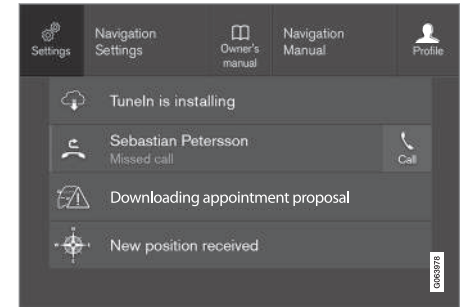 Settings
Navigation
Settings
Owner's
manual
Navigation
Manual
Profile
TuneIn is installing
Sebastian Petersson
Missed call
Call
Downloading appointment proposal
New position received
G063978